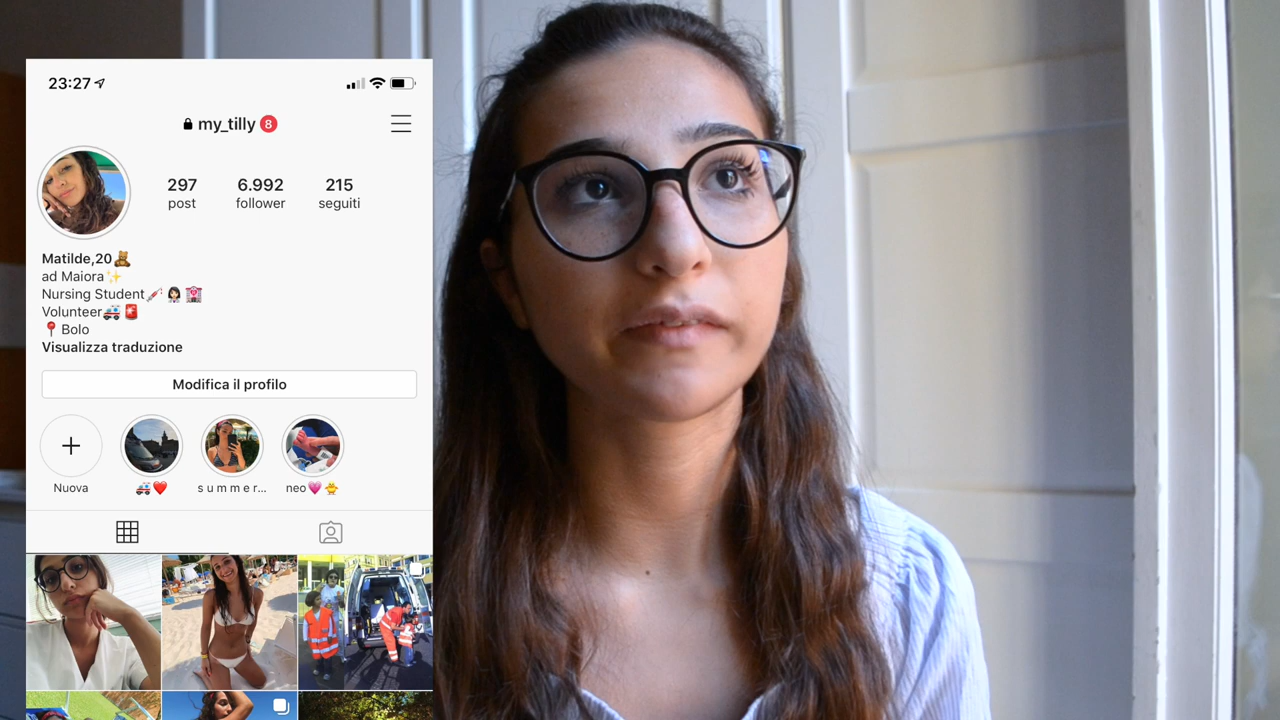 23:27
my_tilly 8
297 6.992 215
post follower seguiti
Matilde,20🧸
ad Maiora✨
Nursing Student💉 👩🏻‍⚕️ 🏩
Volunteer🚑🚨
📍 Bolo
Visualizza traduzione
Modifica il profilo
Nuova 🚑❤️ s u m m e r... neo💗🐥